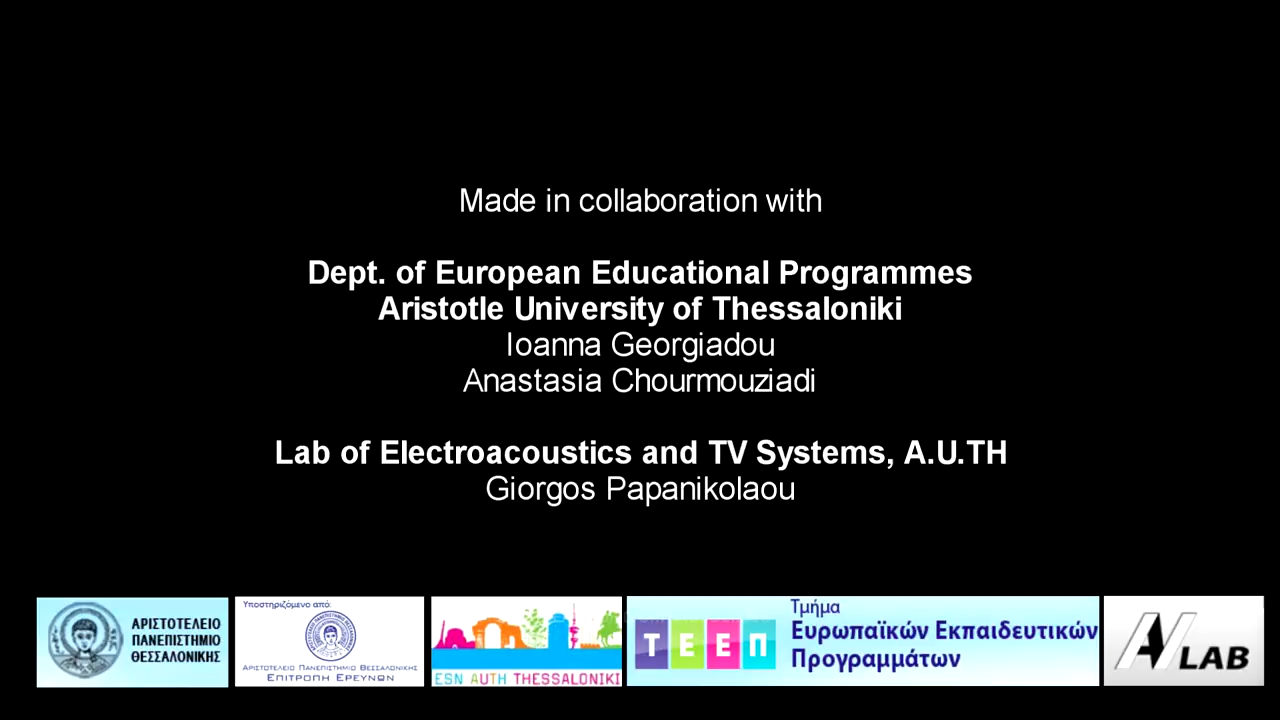 Made in collaboration with
Dept. of European Educational Programmes
Aristotle University of Thessaloniki
Ioanna Georgiadou
Anastasia Chourmouziadi
Lab of Electroacoustics and TV Systems, A.U.TH
Giorgos Papanikolaou
ΑΡΙΣΤΟΤΕΛΕΙΟ
ΠΑΝΕΠΙΣΤΗΜΙΟ
ΘΕΣΣΑΛΟΝΙΚΗΣ
Υποστηριζόμενο από:
ΑΡΙΣΤΟΤΕΛΕΙΟ ΠΑΝΕΠΙΣΤΗΜΙΟ ΘΕΣΣΑΛΟΝΙΚΗΣ
ΕΠΙΤΡΟΠΗ ΕΡΕΥΝΩΝ
ESN AUTH THESSALONIKI
ΤΕΕΠ
Τμήμα
Ευρωπαϊκών Εκπαιδευτικών
Προγραμμάτων
AV LAB